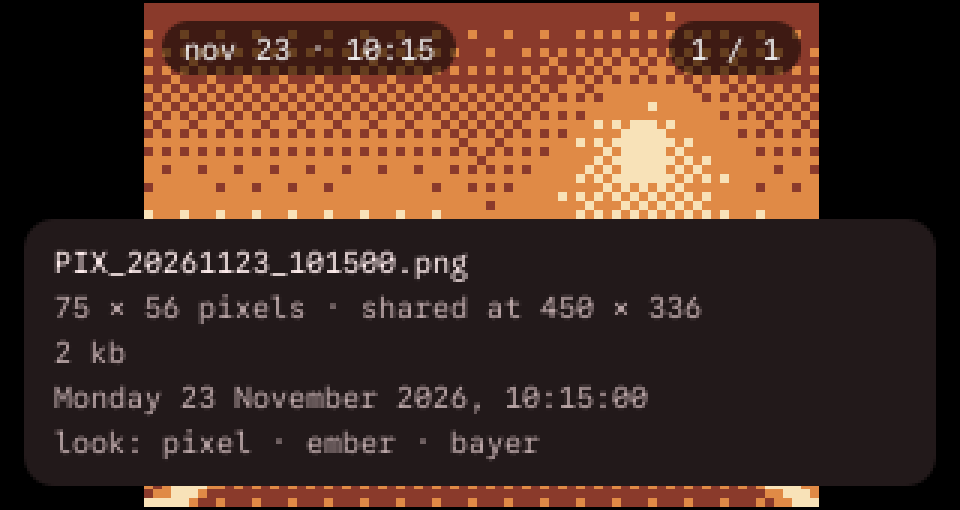 nov 23 · 10:15
1 / 1
PIX_20261123_101500.png
75 × 56 pixels · shared at 450 × 336
2 kb
Monday 23 November 2026, 10:15:00
look: pixel · ember · bayer